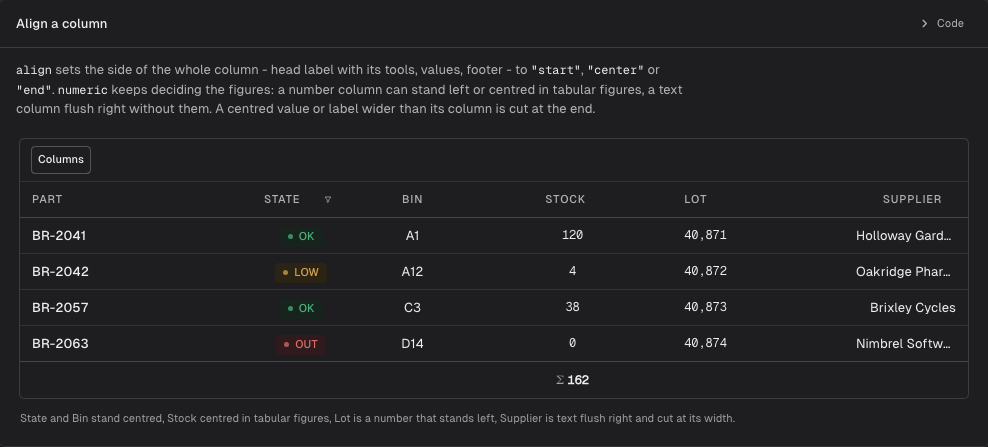 Align a column
Code
align sets the side of the whole column - head label with its tools, values, footer - to "start", "center" or
"end". numeric keeps deciding the figures: a number column can stand left or centred in tabular figures, a text
column flush right without them. A centred value or label wider than its column is cut at the end.
Columns
PART STATE BIN STOCK LOT SUPPLIER
BR-2041 OK A1 120 40,871 Holloway Gard…
BR-2042 LOW A12 4 40,872 Oakridge Phar…
BR-2057 OK C3 38 40,873 Brixley Cycles
BR-2063 OUT D14 0 40,874 Nimbrel Softw…
Σ 162
State and Bin stand centred, Stock centred in tabular figures, Lot is a number that stands left, Supplier is text flush right and cut at its width.